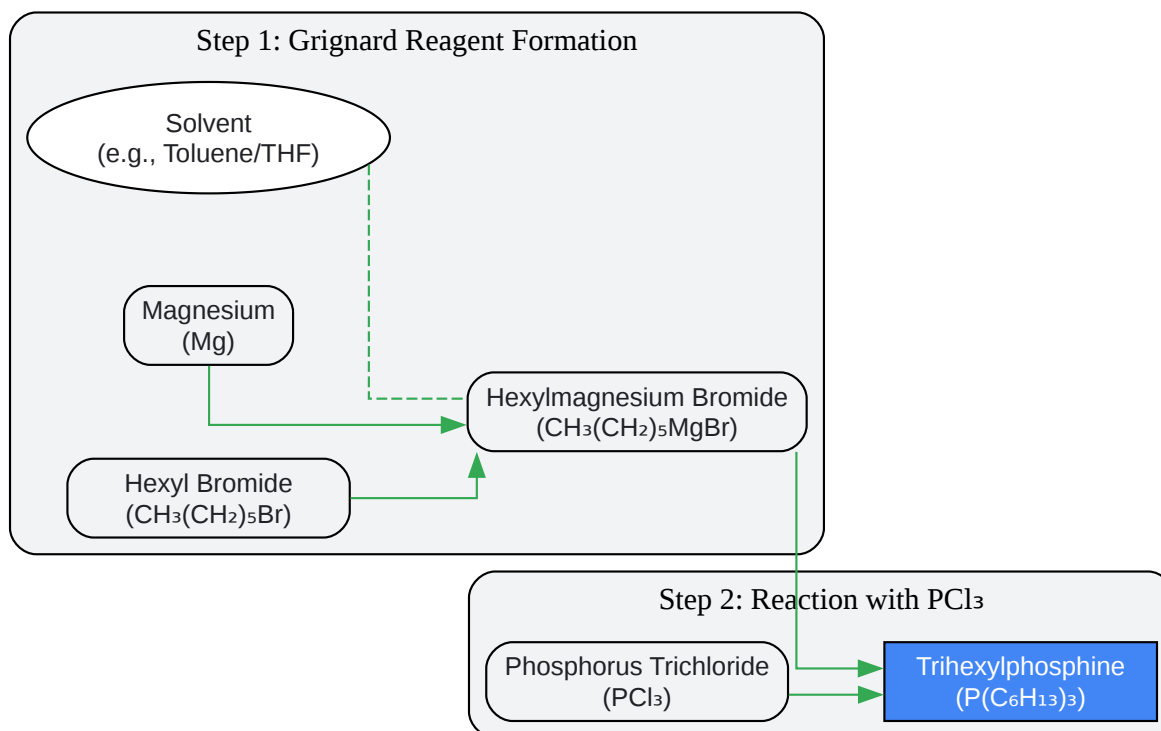 Step 1: Grignard Reagent Formation
Solvent
(e.g., Toluene/THF)
Magnesium
(Mg)
Hexylmagnesium Bromide
(CH₃(CH₂)₅MgBr)
Hexyl Bromide
(CH₃(CH₂)₅Br)
Step 2: Reaction with PCl₃
Phosphorus Trichloride
(PCl₃)
Trihexylphosphine
(P(C₆H₁₃)₃)